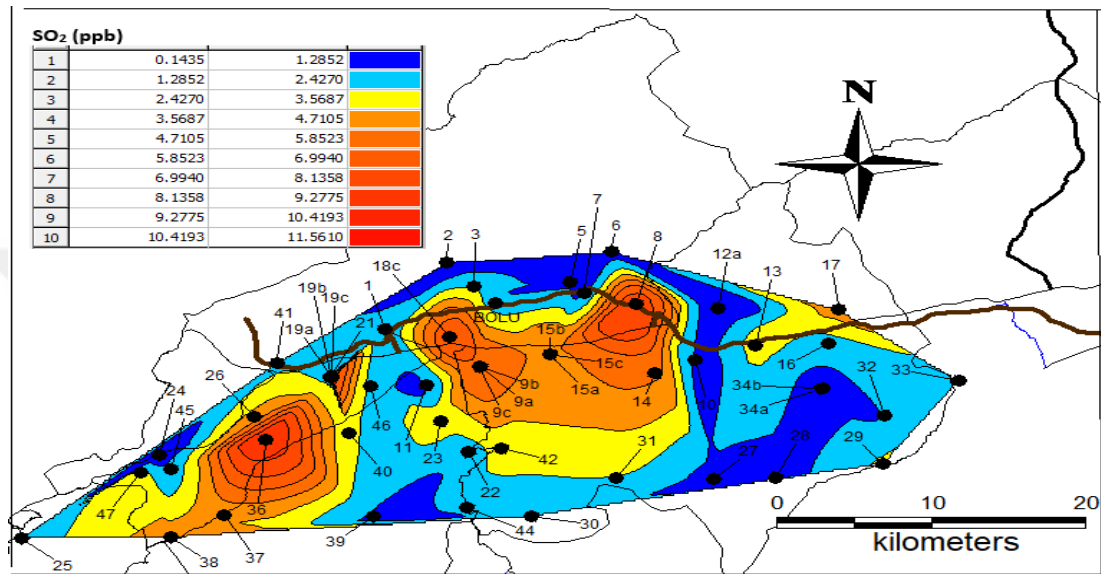 SO₂ (ppb)
1 0.1435 1.2852
2 1.2852 2.4270
3 2.4270 3.5687
4 3.5687 4.7105
5 4.7105 5.8523
6 5.8523 6.9940
7 6.9940 8.1358
8 8.1358 9.2775
9 9.2775 10.4193
10 10.4193 11.5610
N
7
2 3 5 6
18c 8 12a
19b 1 13 17
41 19c
19a 21 BOLU
15b 16
26 15c 33
24 9b 15a 34b 32
45 9a 14 10 34a
46 11 9c
23 31 28 29
40 42 27
47 36 22
39 44 30
25 38 37
0 10 20
kilometers